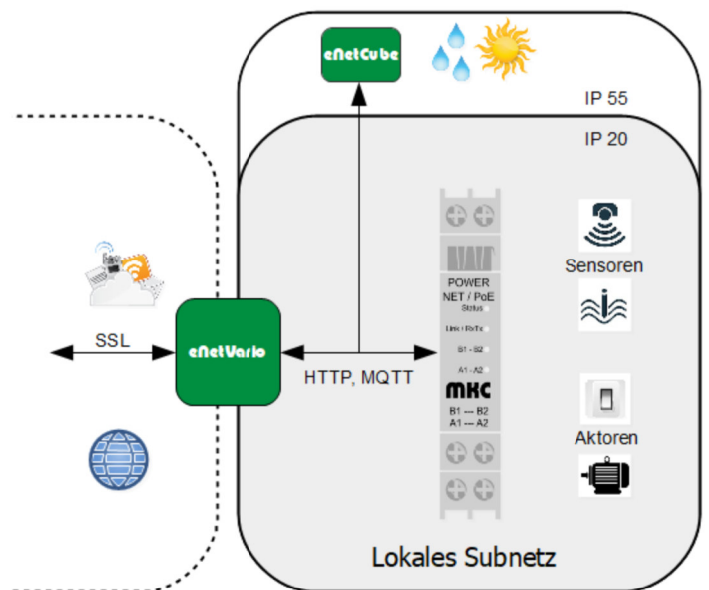 eNetCube
IP 55
IP 20
Sensoren
POWER
NET / PoE
Status
Link / RxTx
B1 - B2
A1 - A2
MKC
B1 --- B2
A1 --- A2
SSL
eNetVario
HTTP, MQTT
Aktoren
Lokales Subnetz